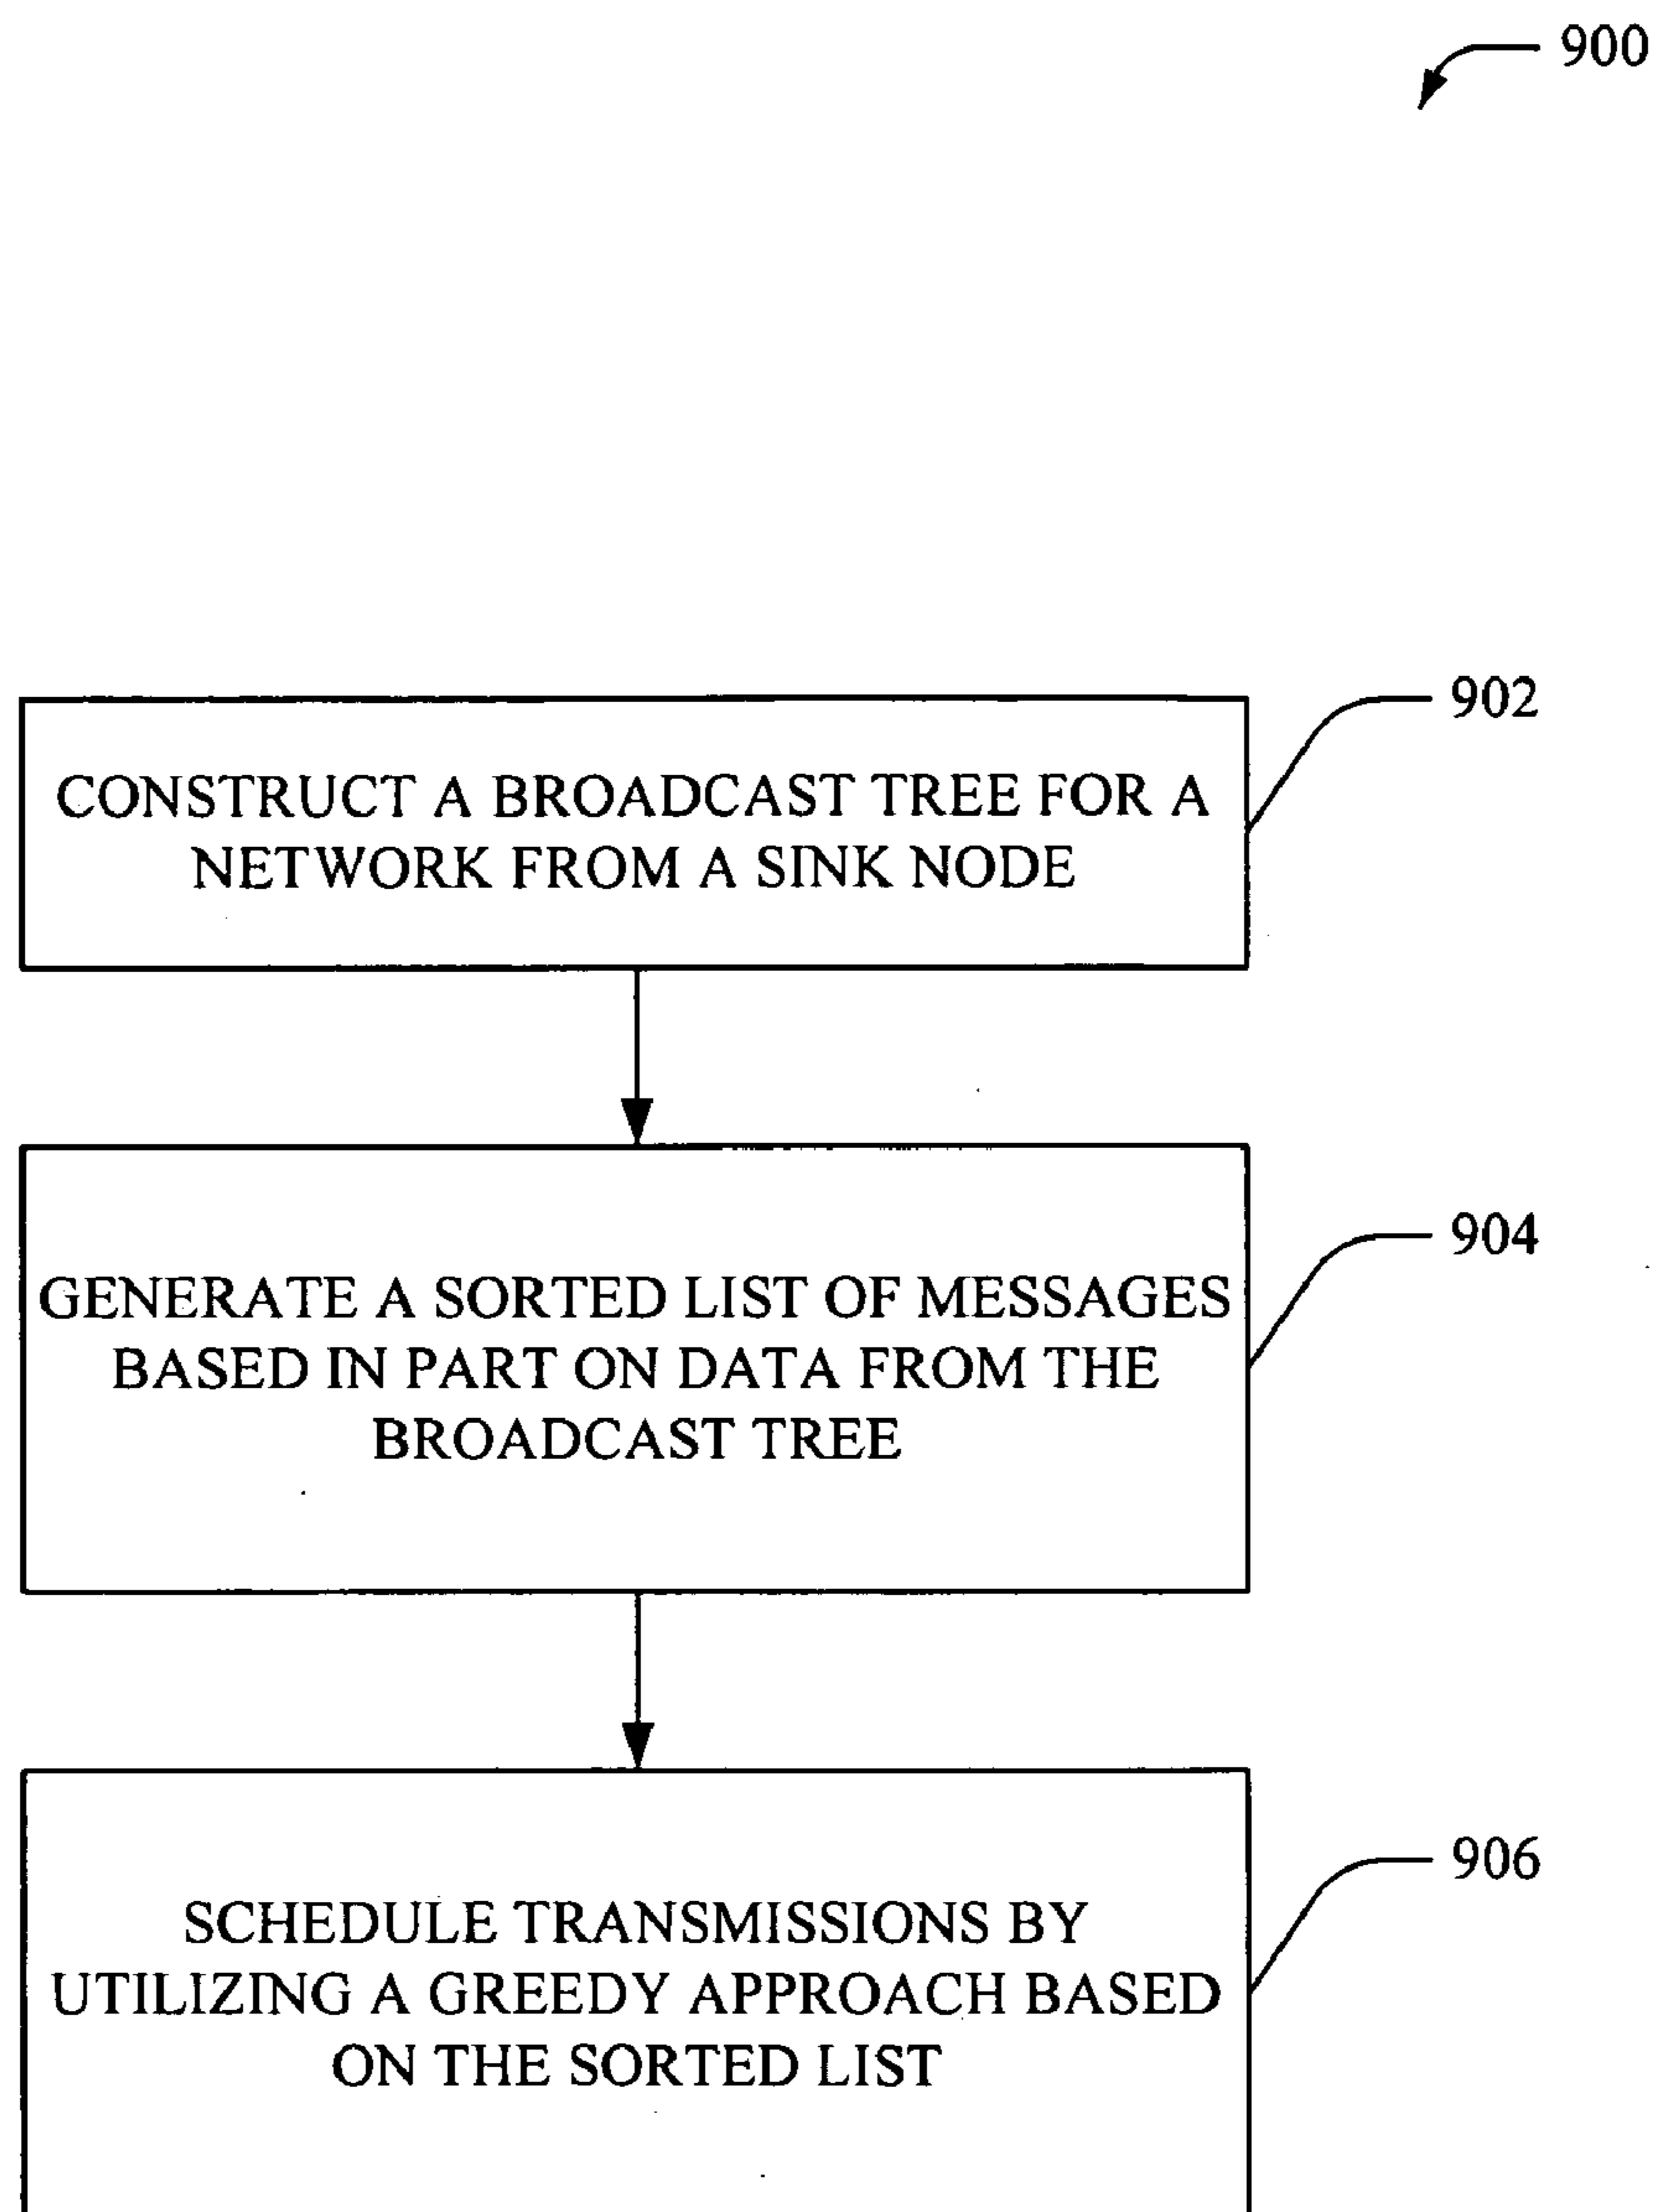 900
902
CONSTRUCT A BROADCAST TREE FOR A
NETWORK FROM A SINK NODE
904
GENERATE A SORTED LIST OF MESSAGES
BASED IN PART ON DATA FROM THE
BROADCAST TREE
906
SCHEDULE TRANSMISSIONS BY
UTILIZING A GREEDY APPROACH BASED
ON THE SORTED LIST